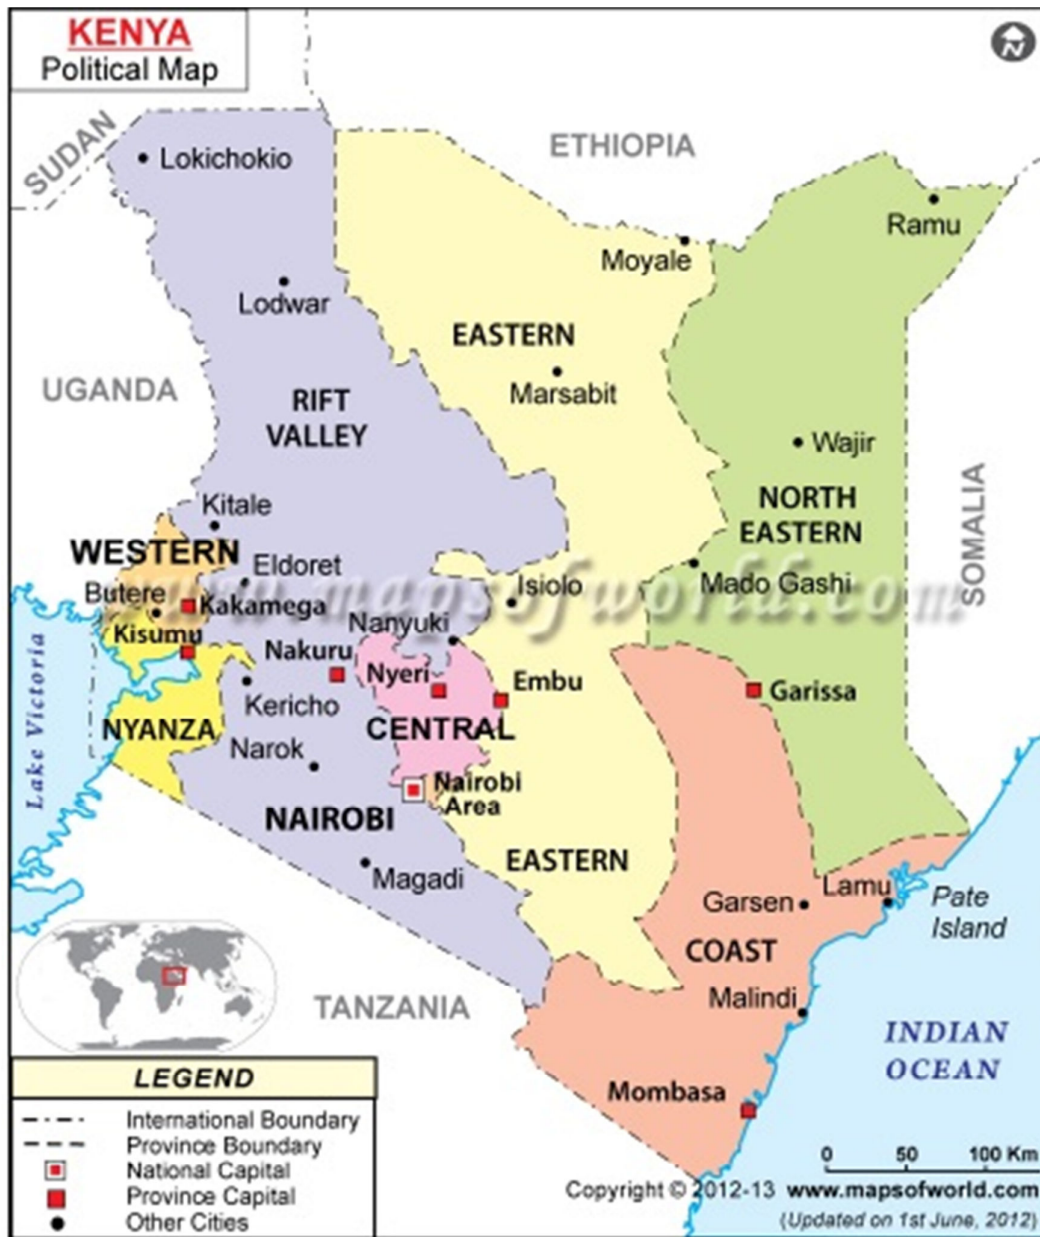 KENYA
Political Map
N
SUDAN
ETHIOPIA
Lokichokio
Ramu
Moyale
Lodwar
EASTERN
Marsabit
UGANDA
RIFT
VALLEY
Wajir
NORTH
EASTERN
SOMALIA
Kitale
WESTERN
Eldoret
Isiolo
Mado Gashi
www.mapsofworld.com
Butere
Kakamega
Kisumu
Nanyuki
Nakuru
Nyeri
Embu
Garissa
Lake Victoria
Kericho
NYANZA
CENTRAL
Narok
Nairobi
Area
NAIROBI
EASTERN
Magadi
Lamu
Garsen
Pate
Island
COAST
TANZANIA
Malindi
INDIAN
OCEAN
Mombasa
LEGEND
International Boundary
Province Boundary
National Capital
Province Capital
Other Cities
0 50 100 Km
Copyright © 2012-13 www.mapsofworld.com
(Updated on 1st June, 2012)